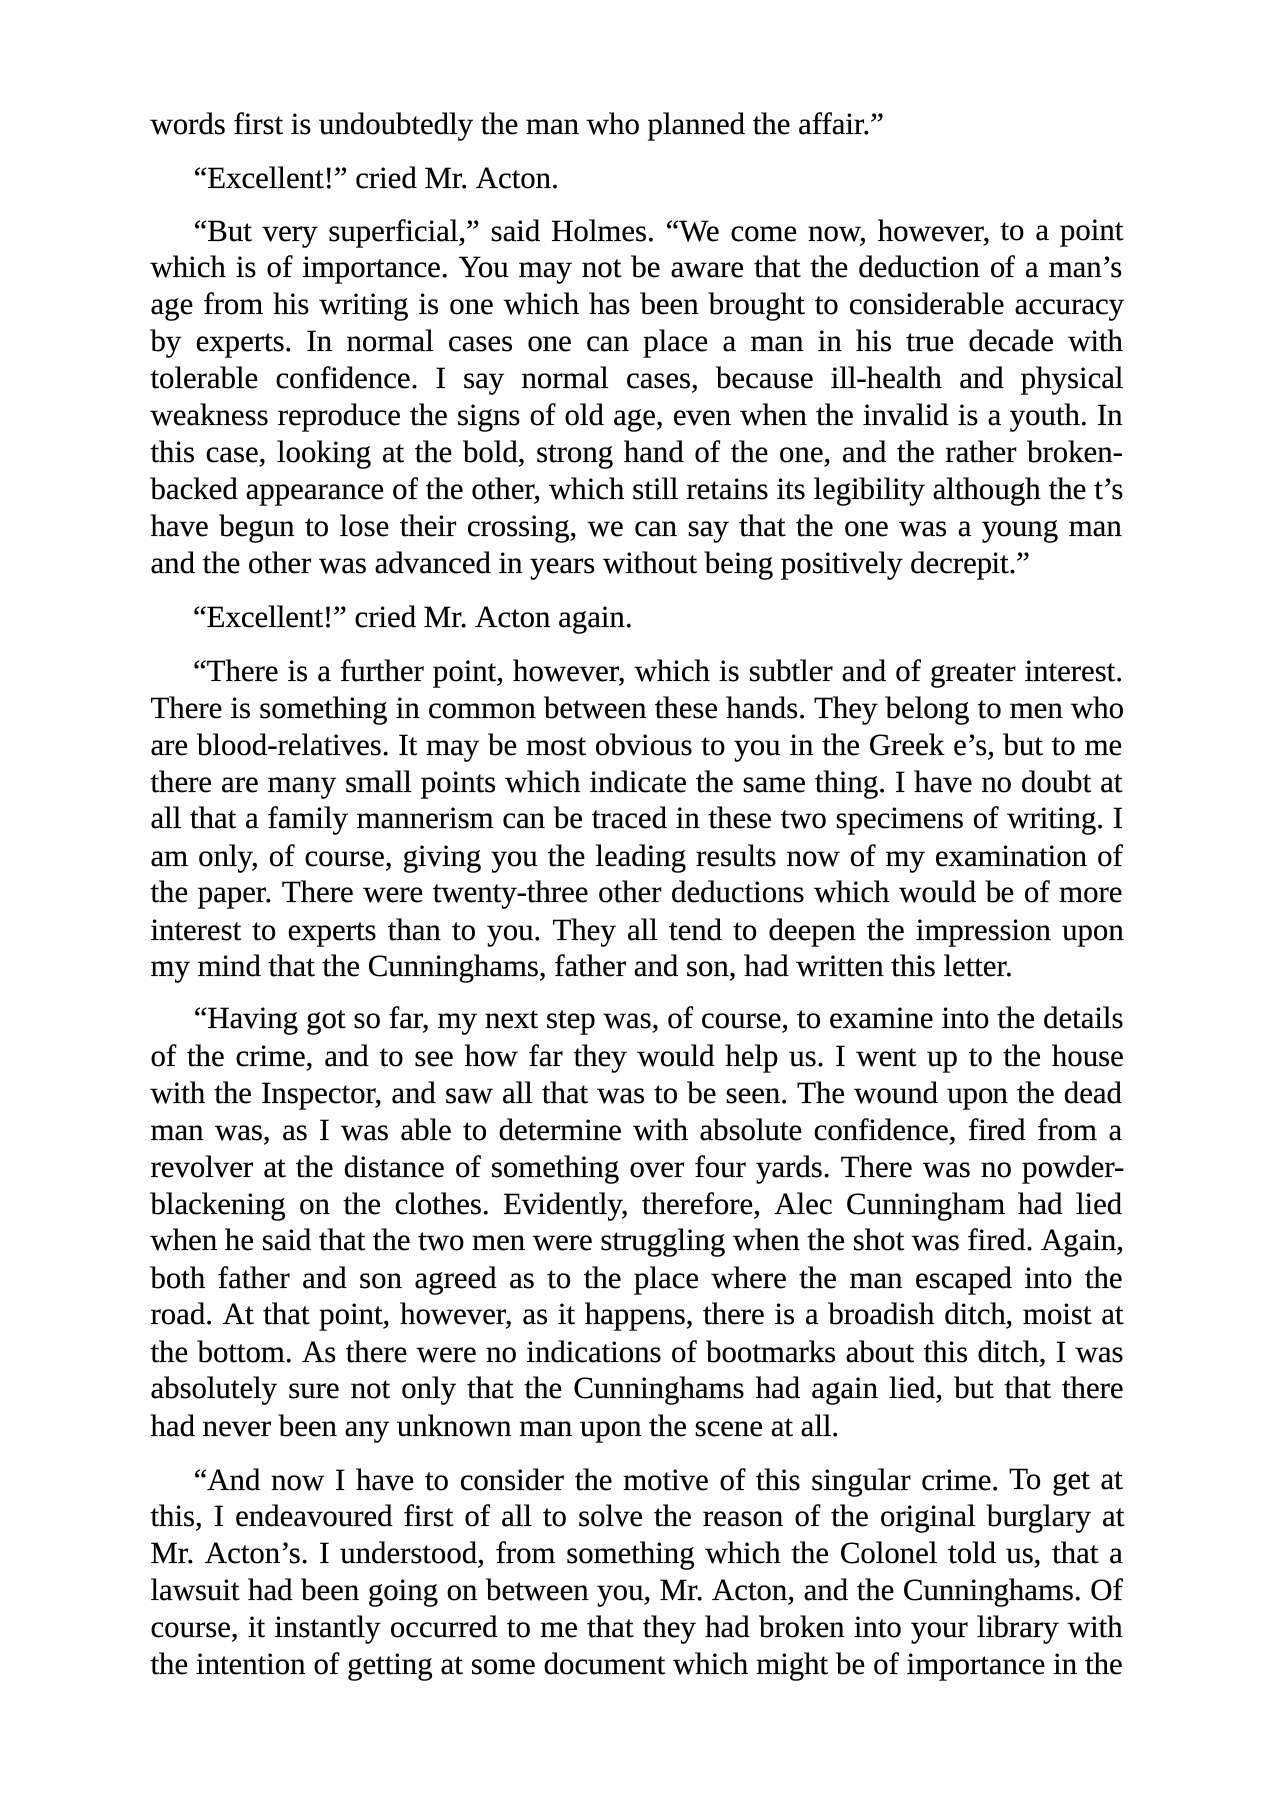 words first is undoubtedly the man who planned the affair.”
“Excellent!” cried Mr. Acton.
“But very superficial,” said Holmes. “We come now, however, to a point
which is of importance. You may not be aware that the deduction of a man’s
age from his writing is one which has been brought to considerable accuracy
by experts. In normal cases one can place a man in his true decade with
tolerable confidence. I say normal cases, because ill-health and physical
weakness reproduce the signs of old age, even when the invalid is a youth. In
this case, looking at the bold, strong hand of the one, and the rather broken-
backed appearance of the other, which still retains its legibility although the t’s
have begun to lose their crossing, we can say that the one was a young man
and the other was advanced in years without being positively decrepit.”
“Excellent!” cried Mr. Acton again.
“There is a further point, however, which is subtler and of greater interest.
There is something in common between these hands. They belong to men who
are blood-relatives. It may be most obvious to you in the Greek e’s, but to me
there are many small points which indicate the same thing. I have no doubt at
all that a family mannerism can be traced in these two specimens of writing. I
am only, of course, giving you the leading results now of my examination of
the paper. There were twenty-three other deductions which would be of more
interest to experts than to you. They all tend to deepen the impression upon
my mind that the Cunninghams, father and son, had written this letter.
“Having got so far, my next step was, of course, to examine into the details
of the crime, and to see how far they would help us. I went up to the house
with the Inspector, and saw all that was to be seen. The wound upon the dead
man was, as I was able to determine with absolute confidence, fired from a
revolver at the distance of something over four yards. There was no powder-
blackening on the clothes. Evidently, therefore, Alec Cunningham had lied
when he said that the two men were struggling when the shot was fired. Again,
both father and son agreed as to the place where the man escaped into the
road. At that point, however, as it happens, there is a broadish ditch, moist at
the bottom. As there were no indications of bootmarks about this ditch, I was
absolutely sure not only that the Cunninghams had again lied, but that there
had never been any unknown man upon the scene at all.
“And now I have to consider the motive of this singular crime. To get at
this, I endeavoured first of all to solve the reason of the original burglary at
Mr. Acton’s. I understood, from something which the Colonel told us, that a
lawsuit had been going on between you, Mr. Acton, and the Cunninghams. Of
course, it instantly occurred to me that they had broken into your library with
the intention of getting at some document which might be of importance in the